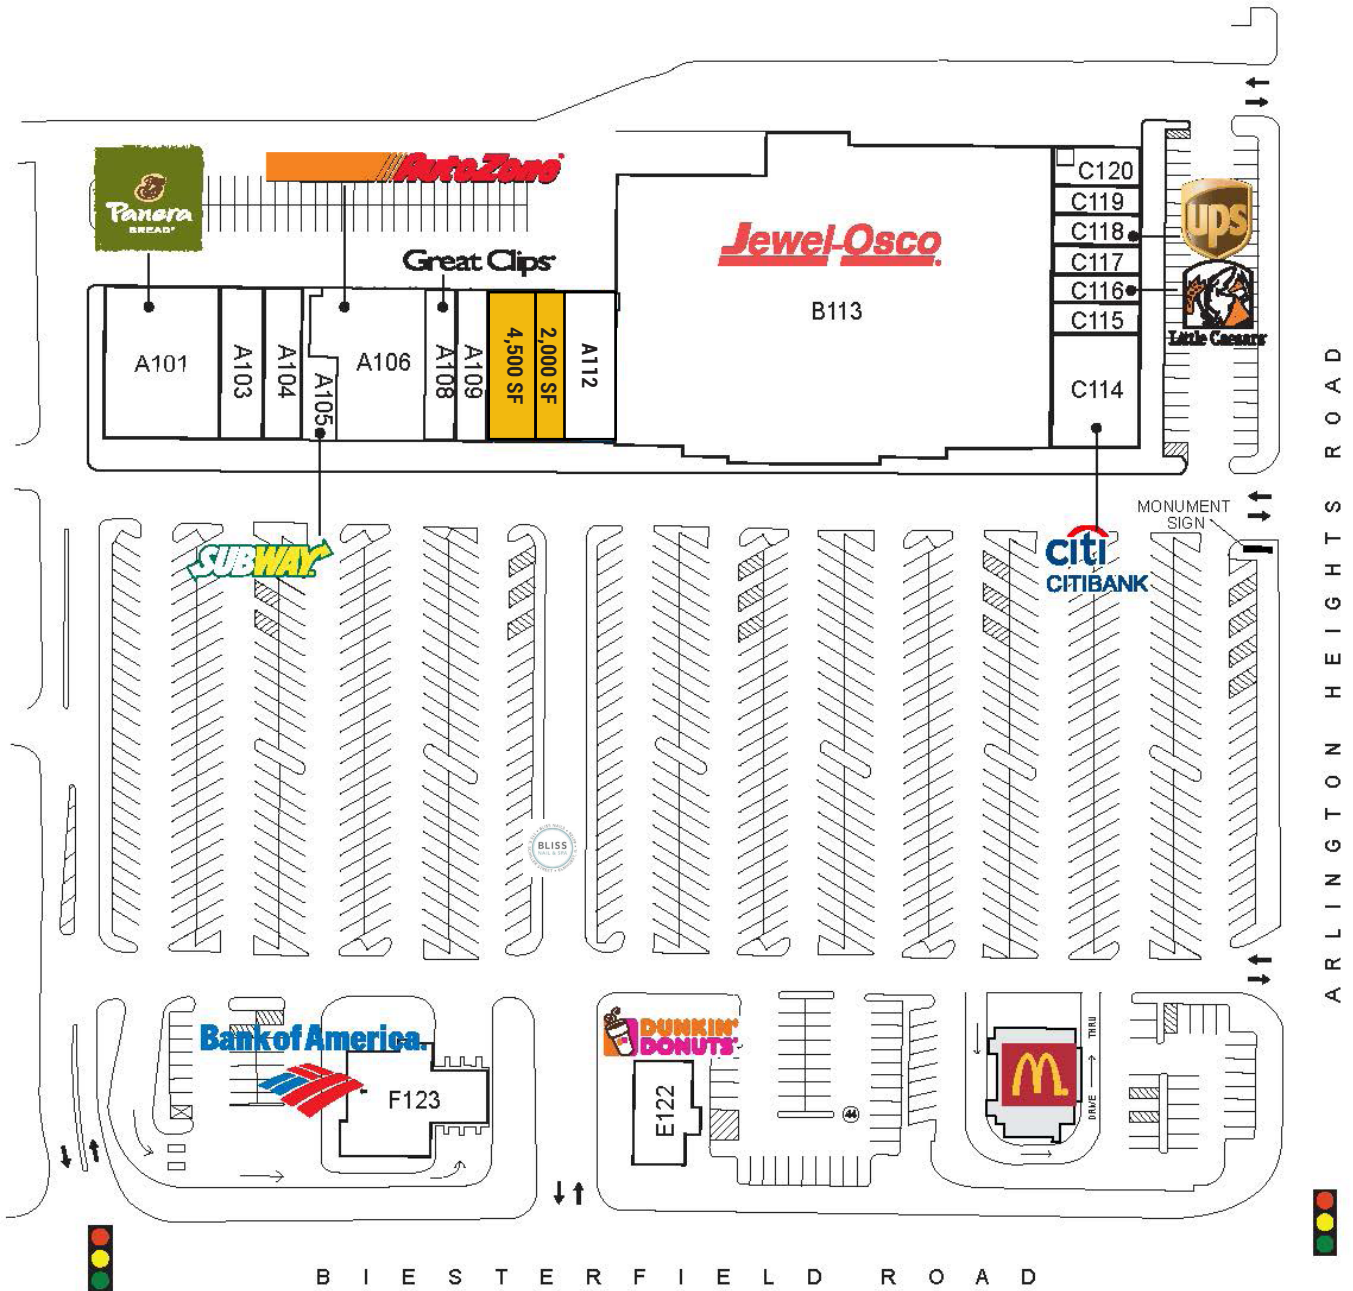 Panera
BREAD®
AutoZone
Great Clips®
Jewel-Osco
ups
Little Caesars
A101
A103
A104
A105
A106
A108
A109
4,500 SF
2,000 SF
A112
B113
C120
C119
C118
C117
C116
C115
C114
SUBWAY
citi
CITIBANK
MONUMENT
SIGN
ARLINGTON HEIGHTS ROAD
BLISS
NAIL & SPA
Bank of America.
F123
DUNKIN'
DONUTS
E122
44
M
DRIVE
THRU
BIESTERFIELD ROAD